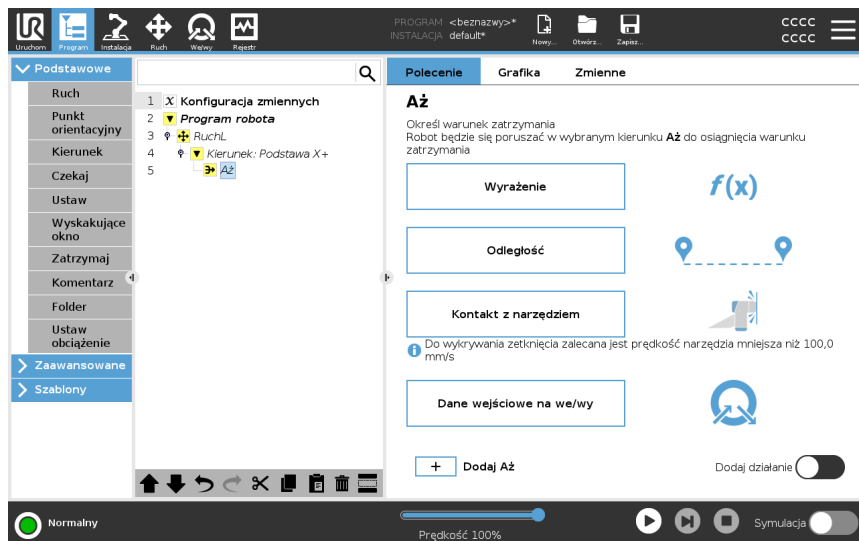 PROGRAM <beznazwy>*
INSTALACJA default*
Uruchom
Program
Instalacja
Ruch
We/wy
Rejestr
Nowy...
Otwórz...
Zapisz...
CCCC
CCCC
Podstawowe
Ruch
Punkt
orientacyjny
Kierunek
Czekaj
Ustaw
Wyskakujące
okno
Zatrzymaj
Komentarz
Folder
Ustaw
obciążenie
Zaawansowane
Szablony
1 X Konfiguracja zmiennych
2 Program robota
3 RuchL
4 Kierunek: Podstawa X+
5 Aż
Polecenie Grafika Zmienne
Aż
Określ warunek zatrzymania
Robot będzie się poruszać w wybranym kierunku Aż do osiągnięcia warunku
zatrzymania
Wyrażenie
f(x)
Odległość
Kontakt z narzędziem
Do wykrywania zetknięcia zalecana jest prędkość narzędzia mniejsza niż 100,0
mm/s
Dane wejściowe na we/wy
+ Dodaj Aż
Dodaj działanie
Normalny
Prędkość 100%
Symulacja